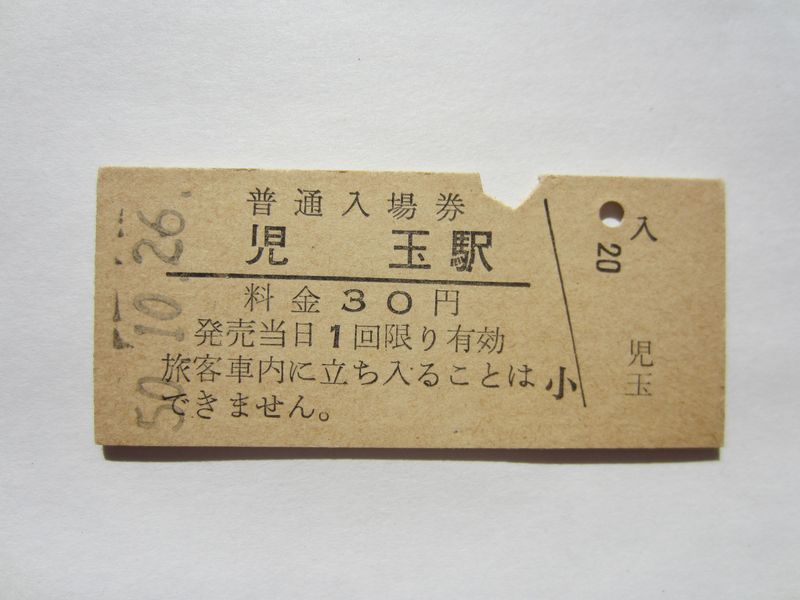 50.10.26.
普通入場券
児玉駅
料金30円
発売当日1回限り有効
旅客車内に立ち入ることは
できません。
小
入
20
児玉